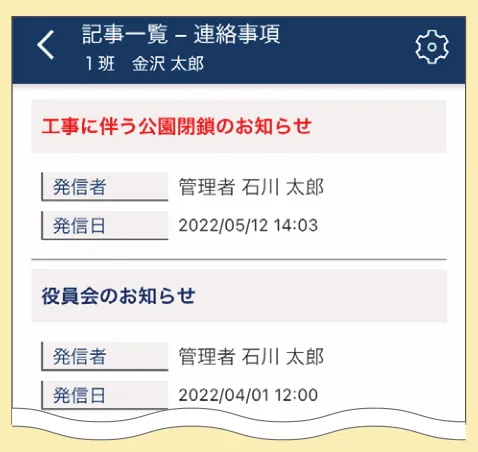 記事一覧 – 連絡事項
1班 金沢 太郎
工事に伴う公園閉鎖のお知らせ
発信者 管理者 石川 太郎
発信日 2022/05/12 14:03
役員会のお知らせ
発信者 管理者 石川 太郎
発信日 2022/04/01 12:00